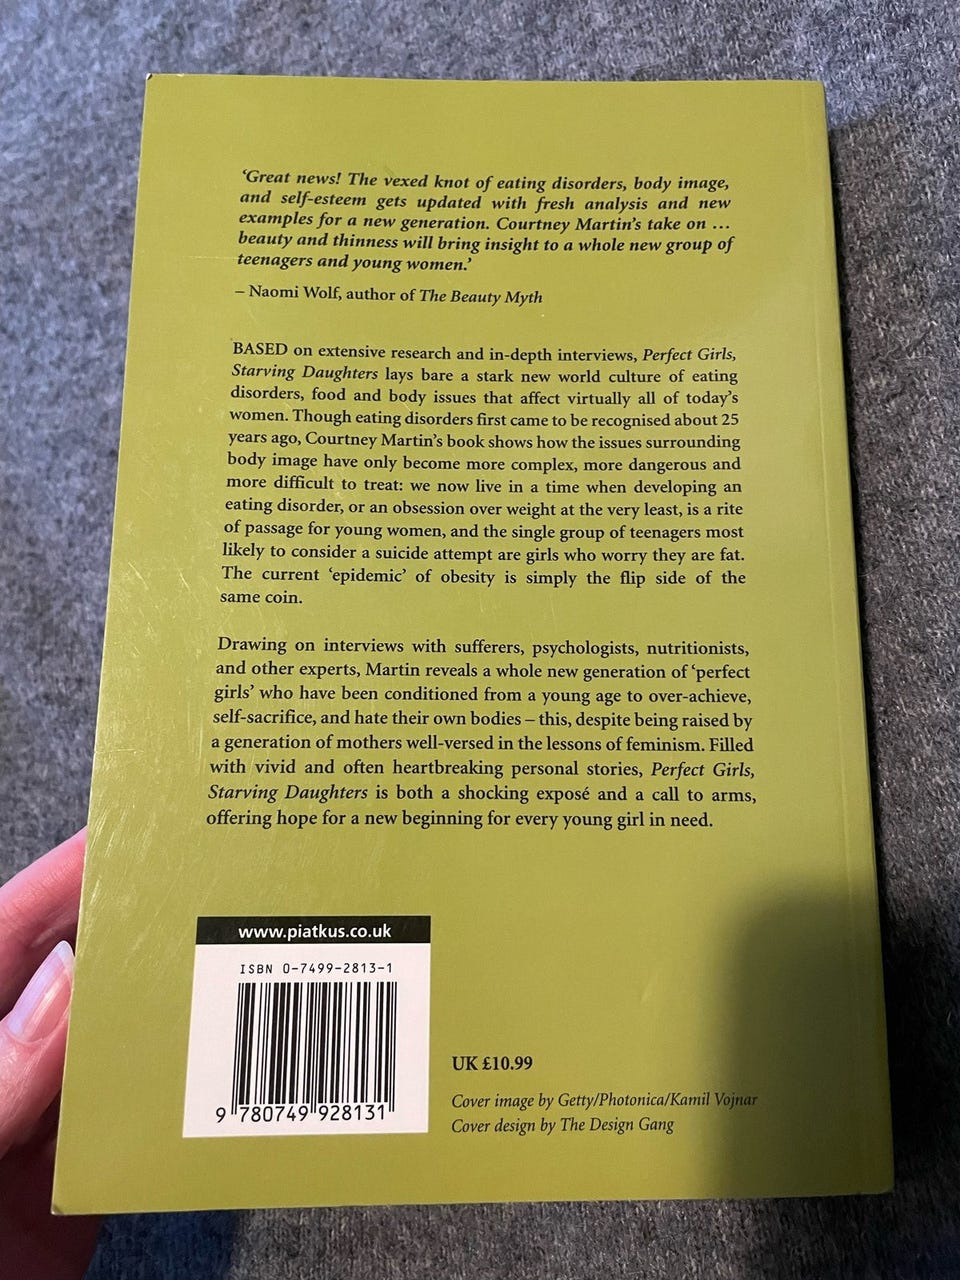 ‘Great news! The vexed knot of eating disorders, body image,
and self-esteem gets updated with fresh analysis and new
examples for a new generation. Courtney Martin’s take on …
beauty and thinness will bring insight to a whole new group of
teenagers and young women.’
– Naomi Wolf, author of The Beauty Myth
BASED on extensive research and in-depth interviews, Perfect Girls,
Starving Daughters lays bare a stark new world culture of eating
disorders, food and body issues that affect virtually all of today’s
women. Though eating disorders first came to be recognised about 25
years ago, Courtney Martin’s book shows how the issues surrounding
body image have only become more complex, more dangerous and
more difficult to treat: we now live in a time when developing an
eating disorder, or an obsession over weight at the very least, is a rite
of passage for young women, and the single group of teenagers most
likely to consider a suicide attempt are girls who worry they are fat.
The current ‘epidemic’ of obesity is simply the flip side of the
same coin.
Drawing on interviews with sufferers, psychologists, nutritionists,
and other experts, Martin reveals a whole new generation of ‘perfect
girls’ who have been conditioned from a young age to over-achieve,
self-sacrifice, and hate their own bodies – this, despite being raised by
a generation of mothers well-versed in the lessons of feminism. Filled
with vivid and often heartbreaking personal stories, Perfect Girls,
Starving Daughters is both a shocking exposé and a call to arms,
offering hope for a new beginning for every young girl in need.
www.piatkus.co.uk
ISBN 0-7499-2813-1
9 780749 928131
UK £10.99
Cover image by Getty/Photonica/Kamil Vojnar
Cover design by The Design Gang